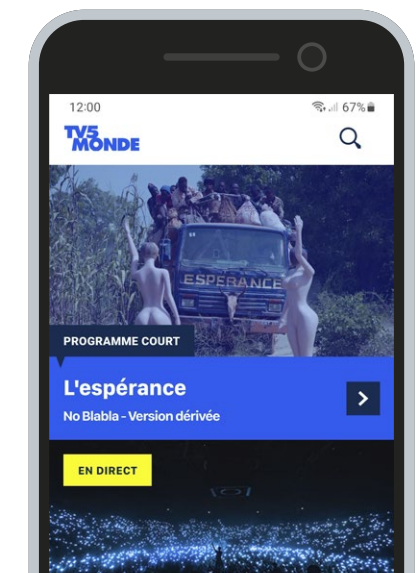 12:00
67%
TV5
MONDE
ESPERANCE
PROGRAMME COURT
L'espérance
No Blabla - Version dérivée
EN DIRECT